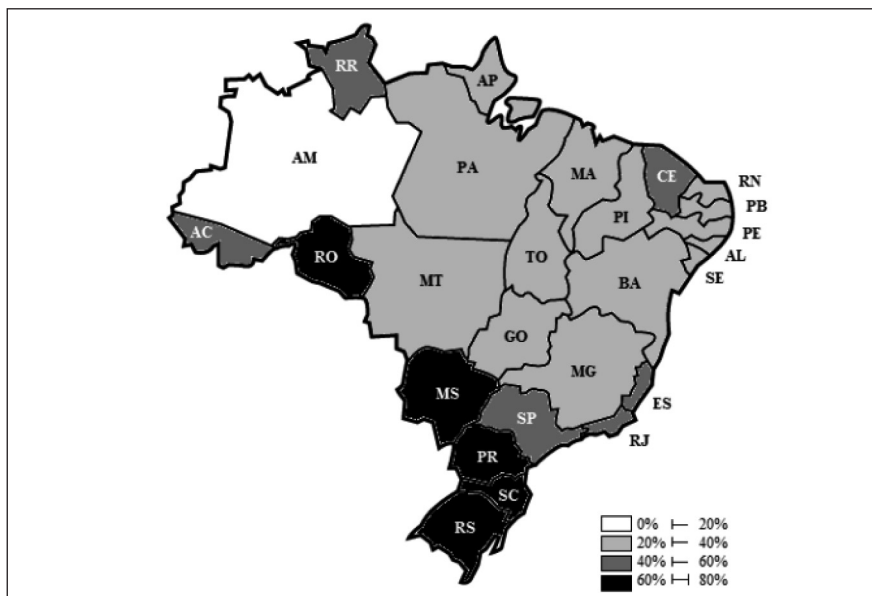 RR
AP
AM
PA
MA
CE
RN
PB
PI
PE
AC
AL
RO
TO
SE
MT
BA
GO
MG
MS
ES
SP
RJ
PR
SC
RS
0% ⊢ 20%
20% ⊢ 40%
40% ⊢ 60%
60% ⊢⊣ 80%